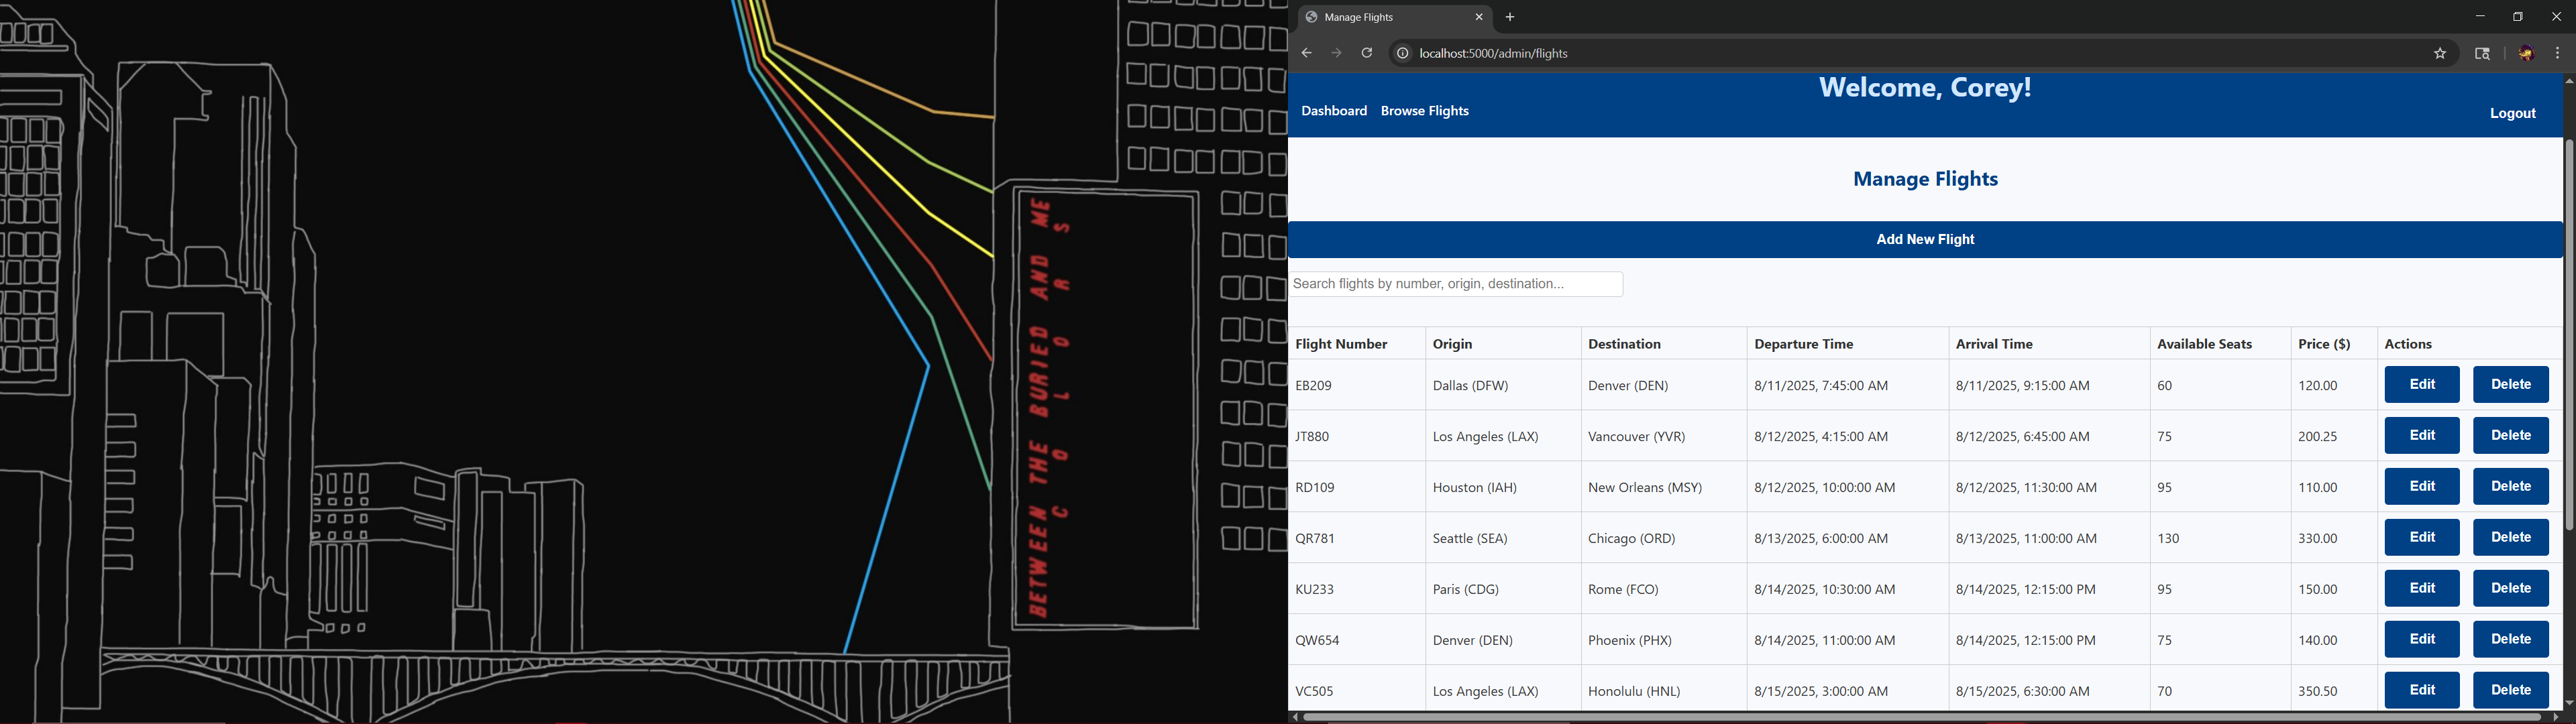 BETWEEN THE BURIED AND ME
COLORS
Manage Flights
localhost:5000/admin/flights
Welcome, Corey!
Dashboard Browse Flights
Logout
Manage Flights
Add New Flight
Search flights by number, origin, destination...
Flight Number Origin Destination Departure Time Arrival Time Available Seats Price ($) Actions
EB209 Dallas (DFW) Denver (DEN) 8/11/2025, 7:45:00 AM 8/11/2025, 9:15:00 AM 60 120.00 Edit Delete
JT880 Los Angeles (LAX) Vancouver (YVR) 8/12/2025, 4:15:00 AM 8/12/2025, 6:45:00 AM 75 200.25 Edit Delete
RD109 Houston (IAH) New Orleans (MSY) 8/12/2025, 10:00:00 AM 8/12/2025, 11:30:00 AM 95 110.00 Edit Delete
QR781 Seattle (SEA) Chicago (ORD) 8/13/2025, 6:00:00 AM 8/13/2025, 11:00:00 AM 130 330.00 Edit Delete
KU233 Paris (CDG) Rome (FCO) 8/14/2025, 10:30:00 AM 8/14/2025, 12:15:00 PM 95 150.00 Edit Delete
QW654 Denver (DEN) Phoenix (PHX) 8/14/2025, 11:00:00 AM 8/14/2025, 12:15:00 PM 75 140.00 Edit Delete
VC505 Los Angeles (LAX) Honolulu (HNL) 8/15/2025, 3:00:00 AM 8/15/2025, 6:30:00 AM 70 350.50 Edit Delete